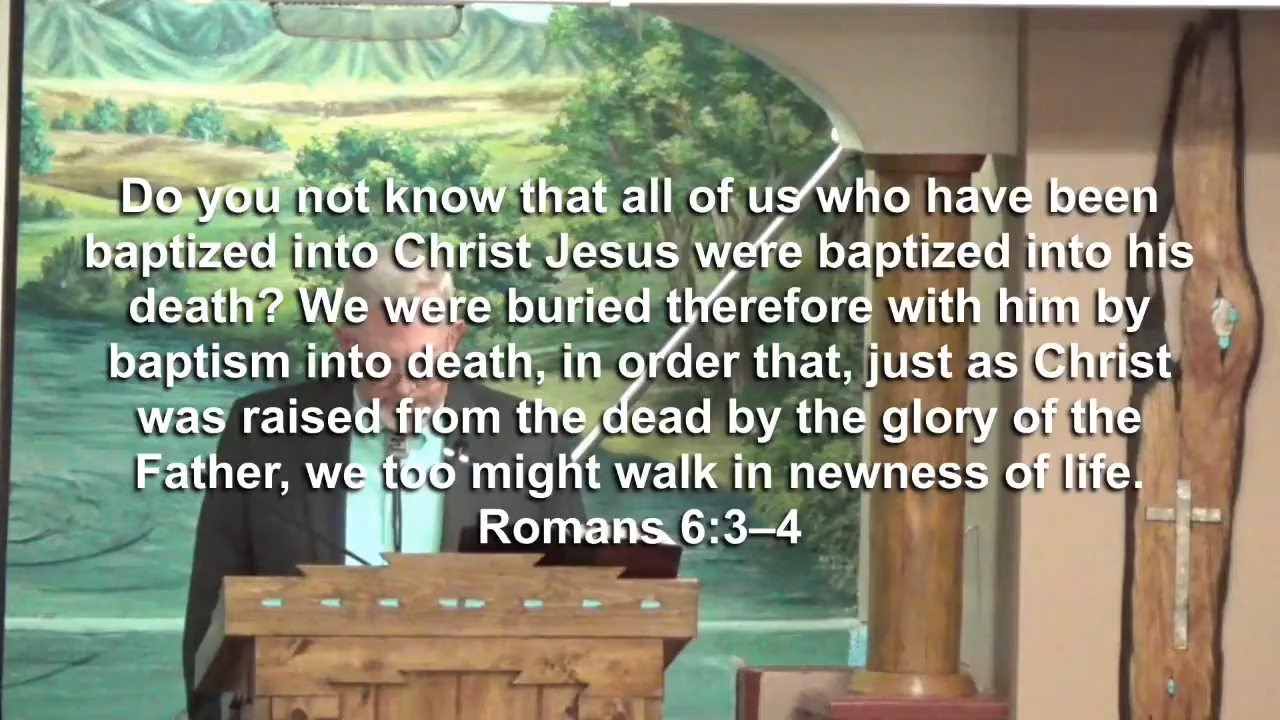 Do you not know that all of us who have been
baptized into Christ Jesus were baptized into his
death? We were buried therefore with him by
baptism into death, in order that, just as Christ
was raised from the dead by the glory of the
Father, we too might walk in newness of life.
Romans 6:3–4